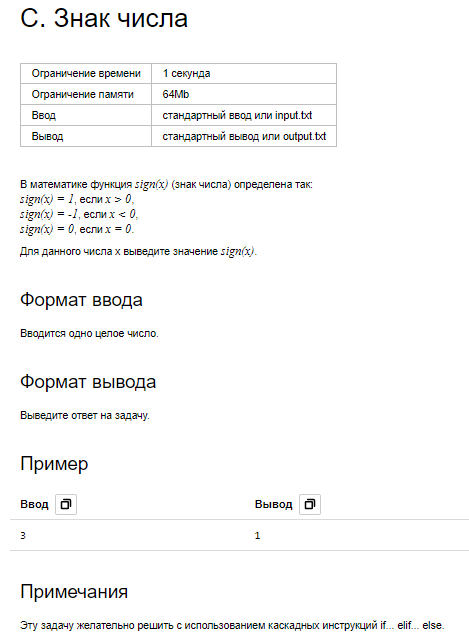 C. Знак числа
Ограничение времени 1 секунда
Ограничение памяти 64Mb
Ввод стандартный ввод или input.txt
Вывод стандартный вывод или output.txt
В математике функция sign(x) (знак числа) определена так:
sign(x) = 1, если x > 0,
sign(x) = -1, если x < 0,
sign(x) = 0, если x = 0.
Для данного числа x выведите значение sign(x).
Формат ввода
Вводится одно целое число.
Формат вывода
Выведите ответ на задачу.
Пример
Ввод Вывод
3 1
Примечания
Эту задачу желательно решить с использованием каскадных инструкций if... elif... else.